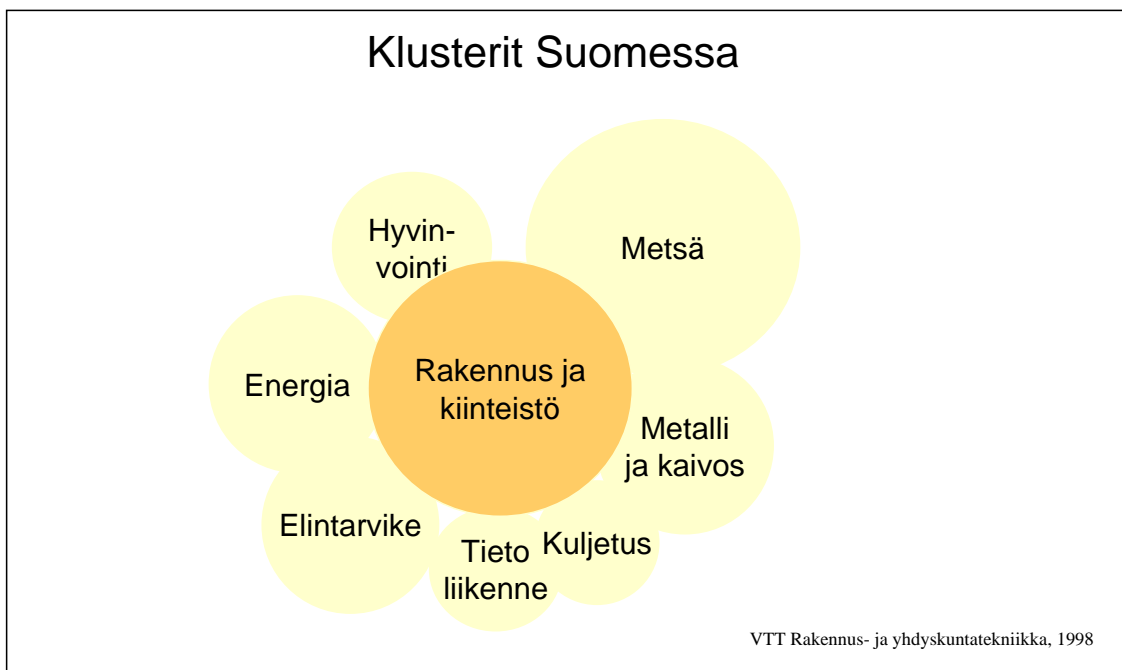 Klusterit Suomessa
Hyvin-
vointi
Metsä
Energia
Rakennus ja
kiinteistö
Metalli
ja kaivos
Elintarvike
Tieto
liikenne
Kuljetus
VTT Rakennus- ja yhdyskuntatekniikka, 1998